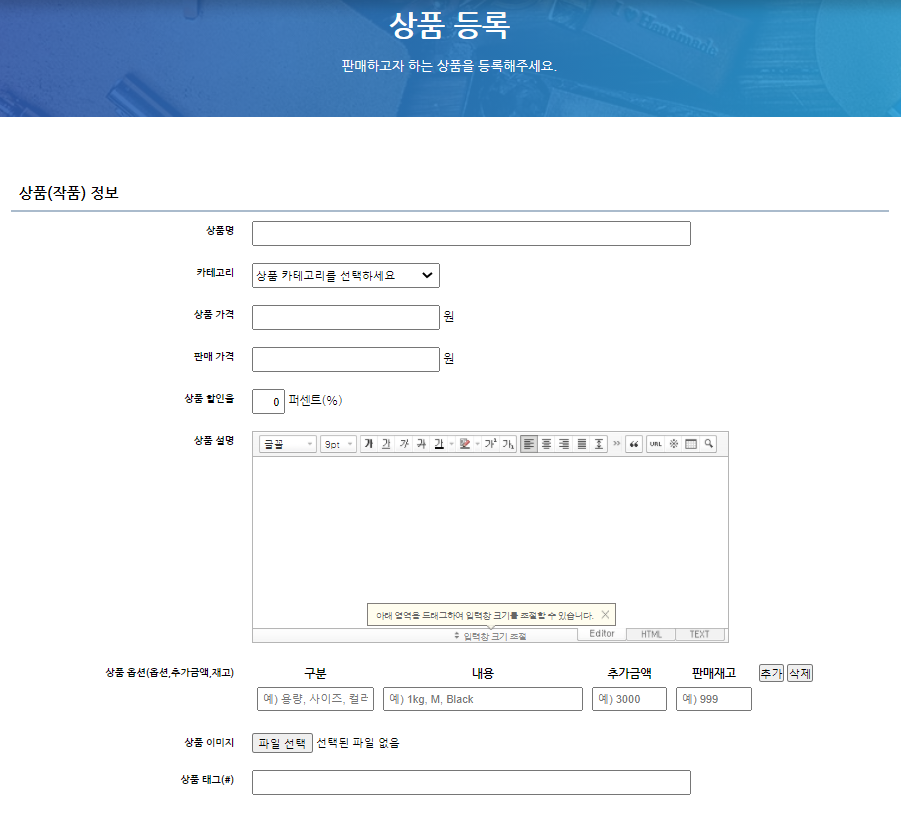 상품 등록
판매하고자 하는 상품을 등록해주세요.
상품(작품) 정보
상품명
카테고리 상품 카테고리를 선택하세요
상품 가격 원
판매 가격 원
상품 할인율 0 퍼센트(%)
상품 설명 굴꼴 9pt 가 가 가 가 가 가¹ 가₁ URL
아래 영역을 드래그하여 입력창 크기를 조절할 수 있습니다.
입력창 크기 조절 Editor HTML TEXT
상품 옵션(옵션,추가금액,재고) 구분 내용 추가금액 판매재고 추가 삭제
예) 용량, 사이즈, 컬러 예) 1kg, M, Black 예) 3000 예) 999
상품 이미지 파일 선택 선택된 파일 없음
상품 태그(#)